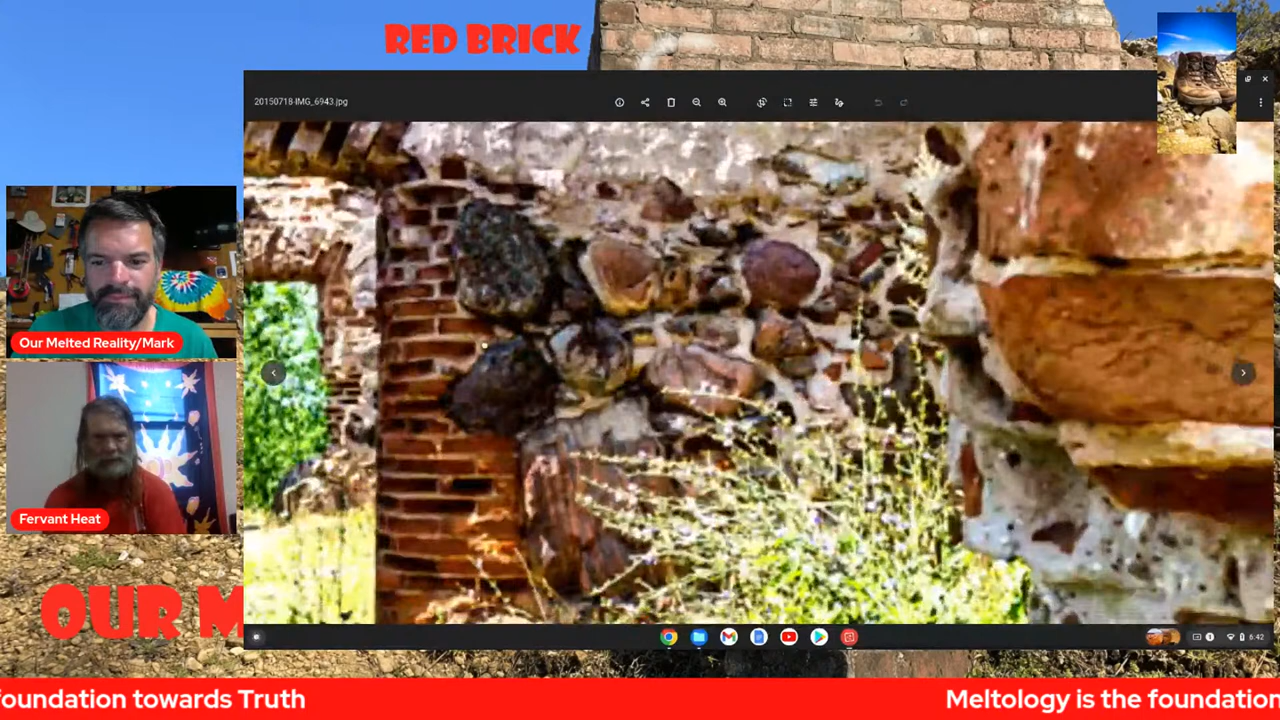 RED BRICK
20150718-IMG_6943.jpg
Our Melted Reality/Mark
Fervant Heat
OUR M
6:42
foundation towards Truth
Meltology is the foundation